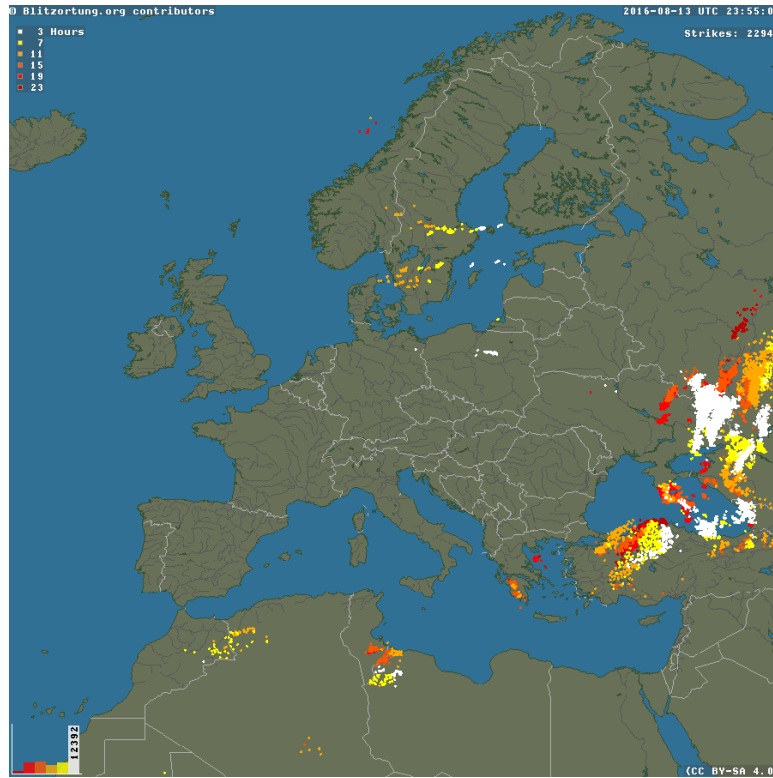 © Blitzortung.org contributors
2016-08-13 UTC 23:55:0
Strikes: 2294
3 Hours
7
11
15
19
23
12392
(CC BY-SA 4.0